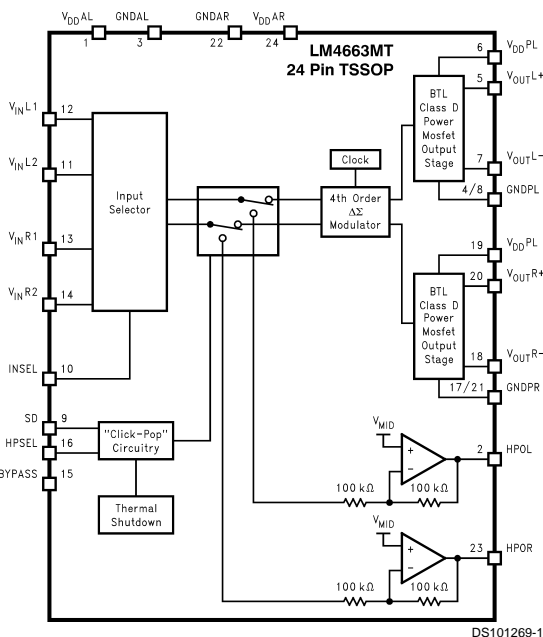 VDDAL GNDAL GNDAR VDDAR
1 3 22 24
LM4663MT
24 Pin TSSOP
6 VDDPL
5 VOUTL+
BTL
Class D
Power
Mosfet
Output
Stage
7 VOUTL-
4/8 GNDPL
VINL1 12
VINL2 11
VINR1 13
VINR2 14
Input
Selector
Clock
4th Order
ΔΣ
Modulator
19 VDDPL
20 VOUTR+
BTL
Class D
Power
Mosfet
Output
Stage
18 VOUTR-
17/21 GNDPR
INSEL 10
SD 9
HPSEL 16
BYPASS 15
"Click-Pop"
Circuitry
Thermal
Shutdown
VMID
+
-
2 HPOL
100 kΩ 100 kΩ
VMID
+
-
23 HPOR
100 kΩ 100 kΩ
DS101269-1